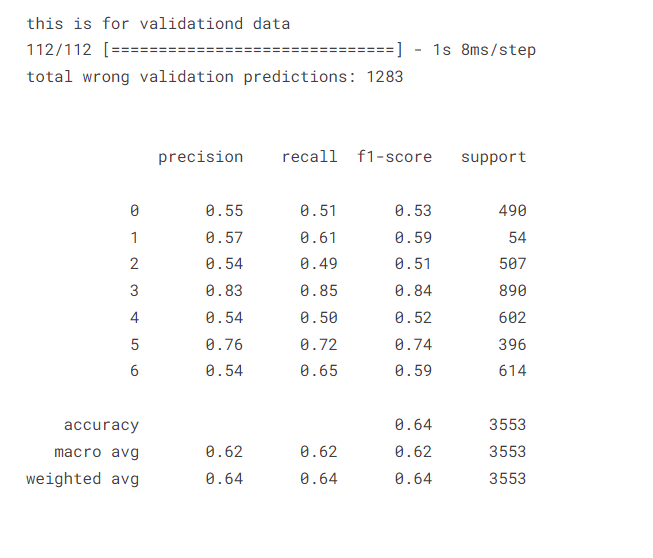 this is for validationd data
112/112 [==============================] - 1s 8ms/step
total wrong validation predictions: 1283
precision recall f1-score support
0 0.55 0.51 0.53 490
1 0.57 0.61 0.59 54
2 0.54 0.49 0.51 507
3 0.83 0.85 0.84 890
4 0.54 0.50 0.52 602
5 0.76 0.72 0.74 396
6 0.54 0.65 0.59 614
accuracy 0.64 3553
macro avg 0.62 0.62 0.62 3553
weighted avg 0.64 0.64 0.64 3553